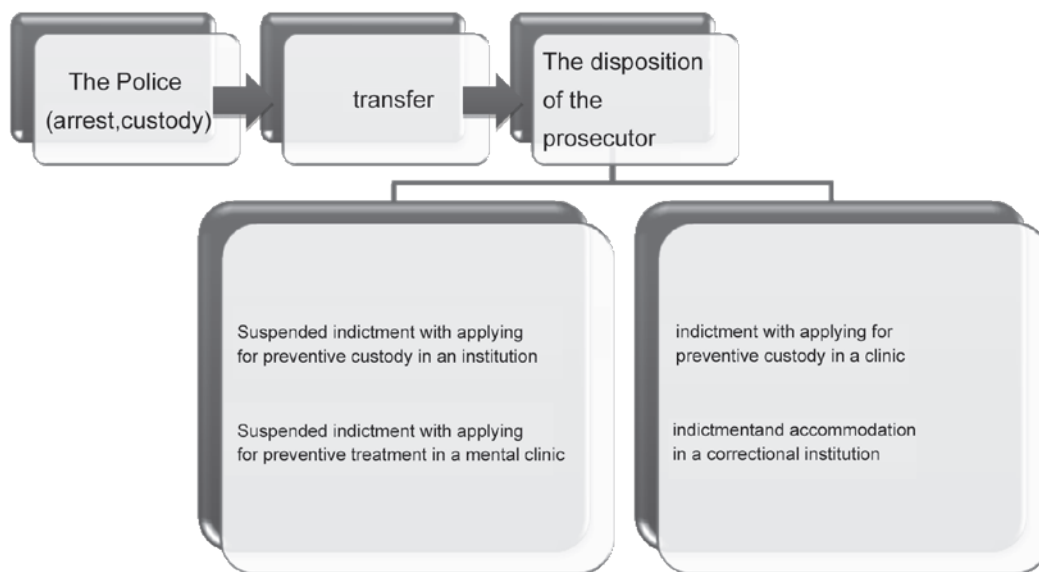 The Police
(arrest,custody)
transfer
The disposition
of the
prosecutor
Suspended indictment with applying
for preventive custody in an institution
Suspended indictment with applying
for preventive treatment in a mental clinic
indictment with applying for
preventive custody in a clinic
indictmentand accommodation
in a correctional institution